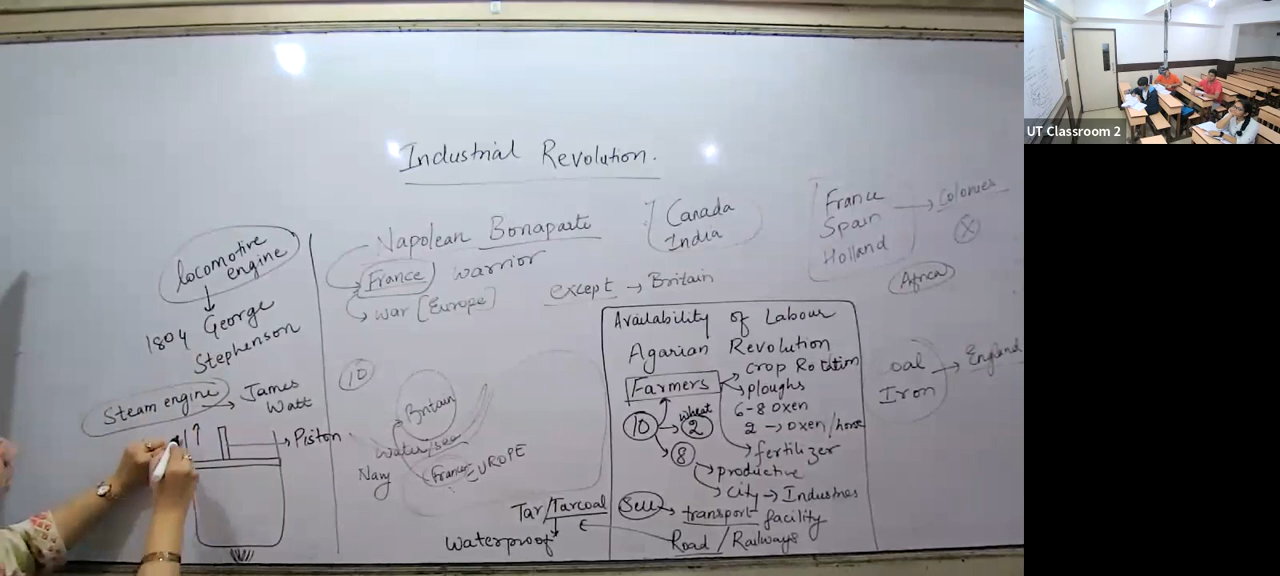 Industrial Revolution.
locomotive
engine
1804 George
Stephenson
Steam engine
James
Watt
Piston
Napolean Bonaparte
France warrior
war [Europe]
Canada
India
except → Britain
France
Spain
Holland
Colonies
X
Africa
10
Britain
water/sea
Navy
France
EUROPE
Tar/Tarcoal
Waterproof
Availability of Labour
Agarian Revolution
Farmers
crop Rotation
ploughs
6-8 oxen
2 → oxen/horse
10 → wheat 2
fertilizer
8
productive
city → Industries
Sell → transport facility
Road / Railways
oal
Iron
England
UT Classroom 2